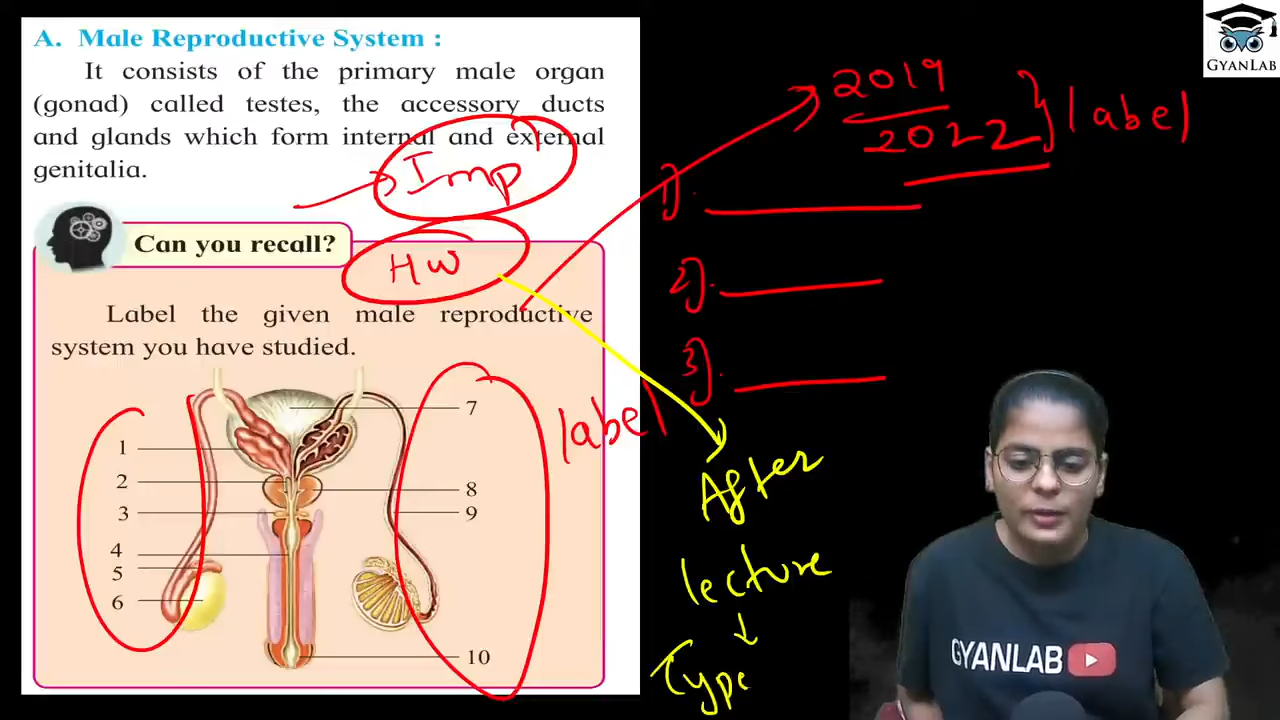 A. Male Reproductive System :
It consists of the primary male organ
(gonad) called testes, the accessory ducts
and glands which form internal and external
genitalia.
Imp
Can you recall?
HW
Label the given male reproductive
system you have studied.
1
2
3
4
5
6
7
8
9
10
label
2019
2022
label
1).
2).
3).
After
lecture
Type
GYANLAB
GYANLAB